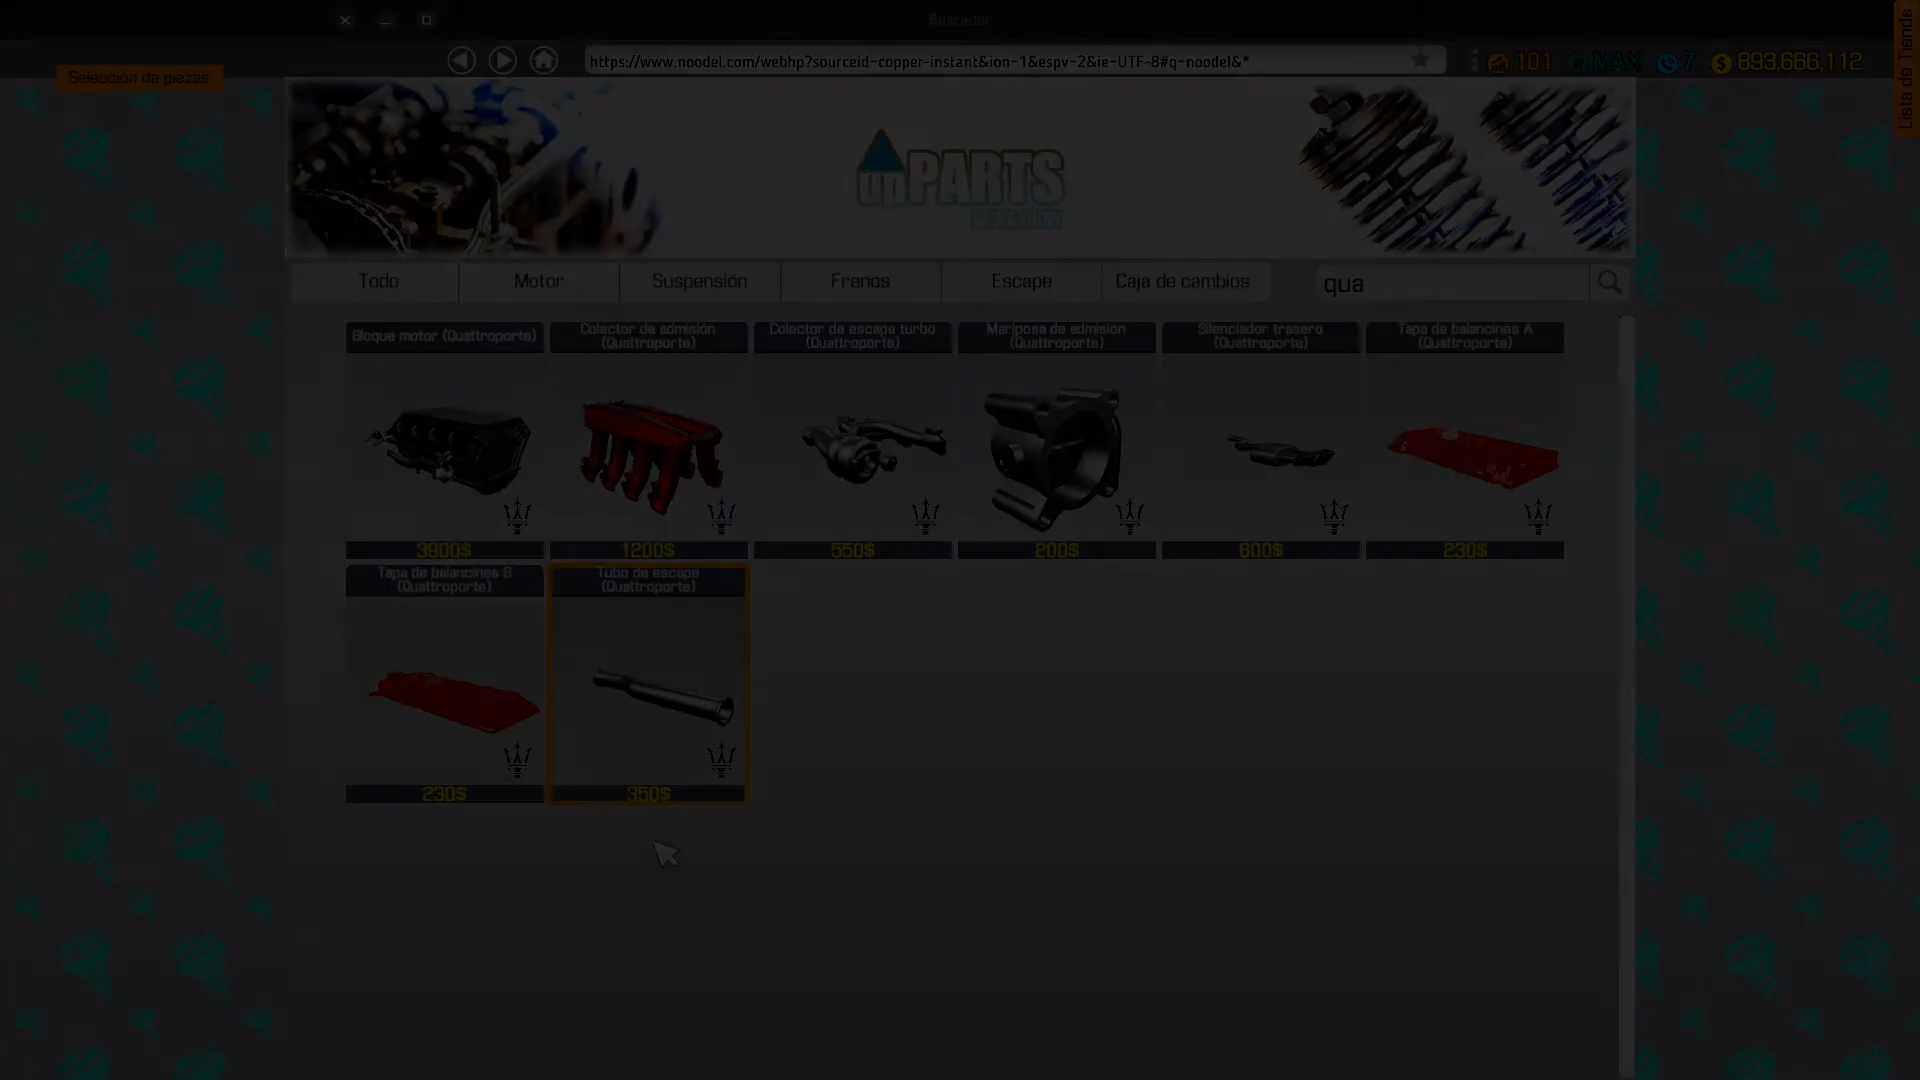 Buscador
https://www.noodel.com/webhp?sourceid-copper-instant&ion-1&espv-2&ie-UTF-8#q-noodel&*
101
MAX
7
893,666,112
Lista de Tienda
Selección de piezas
upPARTS
Todo
Motor
Suspensión
Frenos
Escape
Caja de cambios
qua
Bloque motor (Quattroporte)
Colector de admisión
(Quattroporte)
Colector de escape turbo
(Quattroporte)
Mariposa de admisión
(Quattroporte)
Silenciador trasero
(Quattroporte)
Tapa de balancines A
(Quattroporte)
3900$
1200$
550$
200$
600$
230$
Tapa de balancines B
(Quattroporte)
Tubo de escape
(Quattroporte)
230$
350$